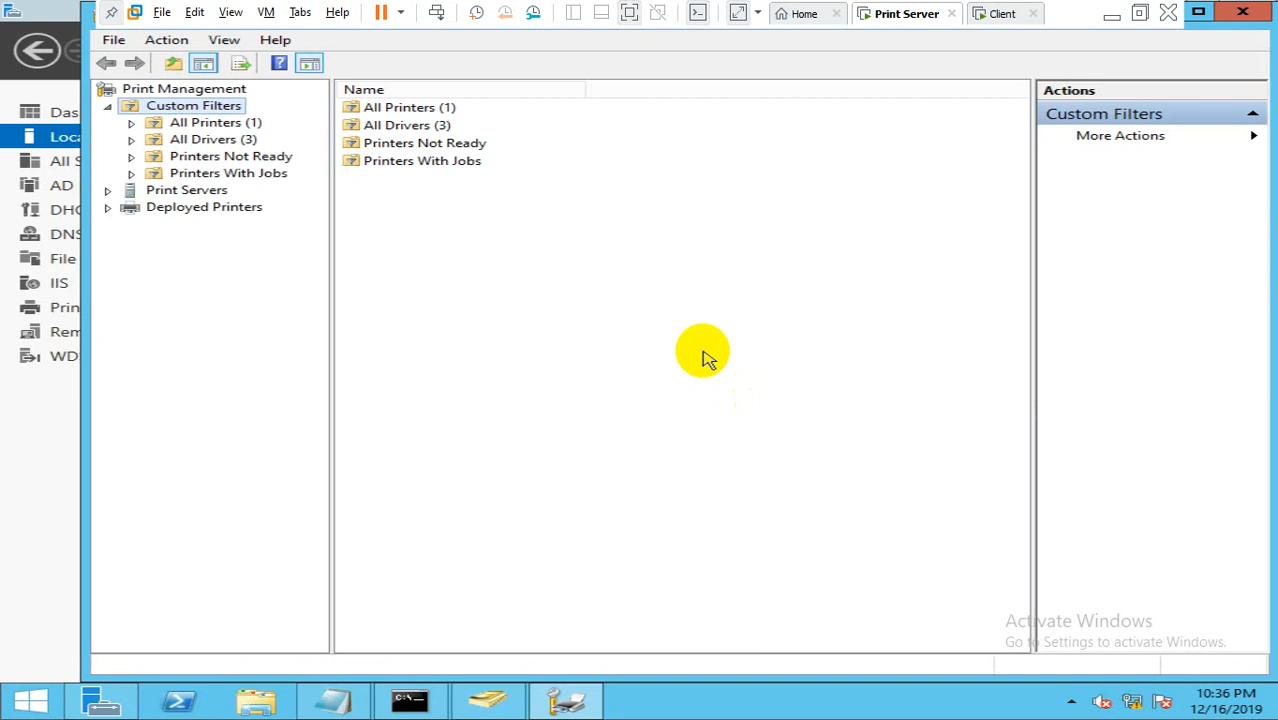 File Edit View VM Tabs Help Home Print Server Client
File Action View Help
Print Management
Custom Filters
All Printers (1)
All Drivers (3)
Printers Not Ready
Printers With Jobs
Print Servers
Deployed Printers
Name
All Printers (1)
All Drivers (3)
Printers Not Ready
Printers With Jobs
Actions
Custom Filters
More Actions
Das
Loca
All S
AD
DHC
DNS
File
IIS
Prin
Rem
WD
Activate Windows
Go to Settings to activate Windows.
C:\-
10:36 PM
12/16/2019